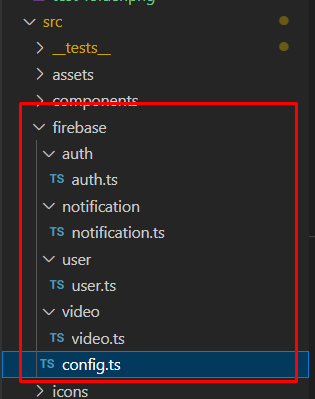 src
__tests__
assets
components
firebase
auth
TS auth.ts
notification
TS notification.ts
user
TS user.ts
video
TS video.ts
TS config.ts
icons